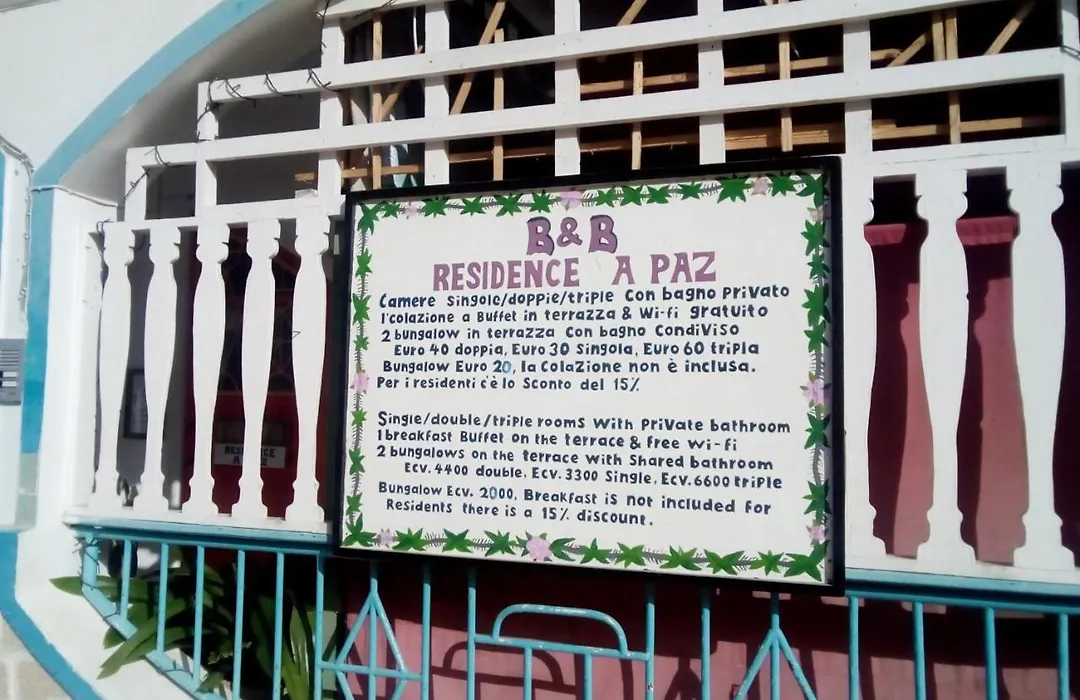 B&B
RESIDENCE A PAZ
Camere Singole/doppie/triple Con bagno privato
1'colazione a Buffet in terrazza & Wi-fi gratuito
2 bungalow in terrazza Con bagno Condiviso
Euro 40 doppia, Euro 30 Singola, Euro 60 tripla
Bungalow Euro 20, la Colazione non è inclusa.
Per i residenti c'è lo Sconto del 15%
Single/double/triple rooms with private bathroom
1 breakfast Buffet on the terrace & free wi-fi
2 bungalows on the terrace with Shared bathroom
Ecv. 4400 double, Ecv. 3300 Single, Ecv. 6600 triple
Bungalow Ecv. 2000, Breakfast is not included for
Residents there is a 15% discount.
RESIDENCE
A PAZ